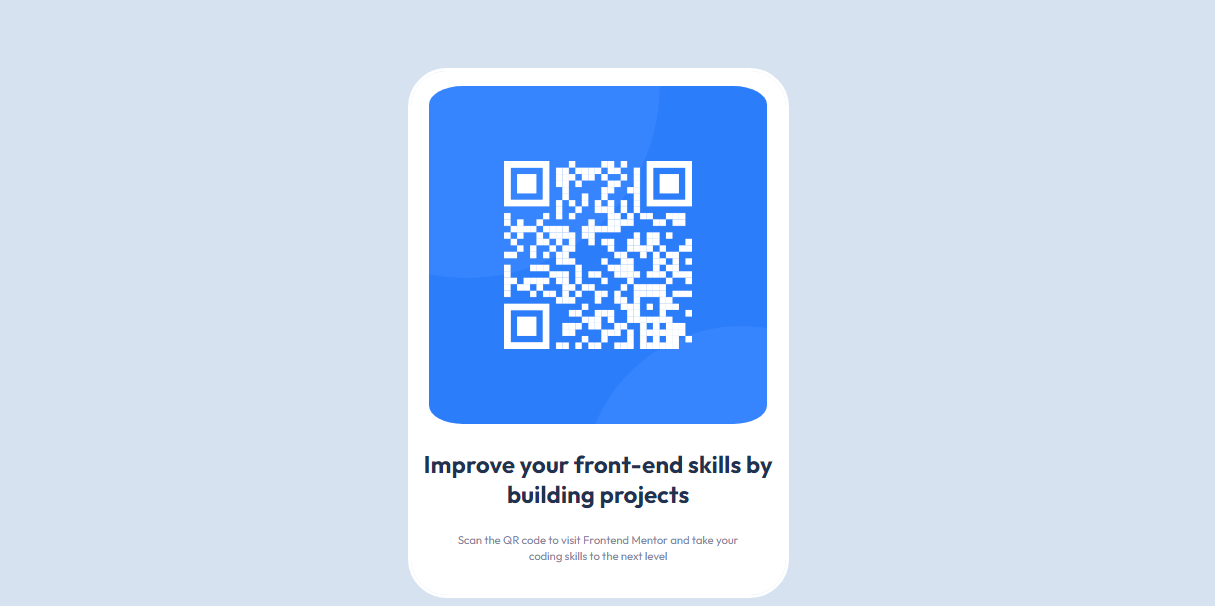 Improve your front-end skills by
building projects
Scan the QR code to visit Frontend Mentor and take your
coding skills to the next level